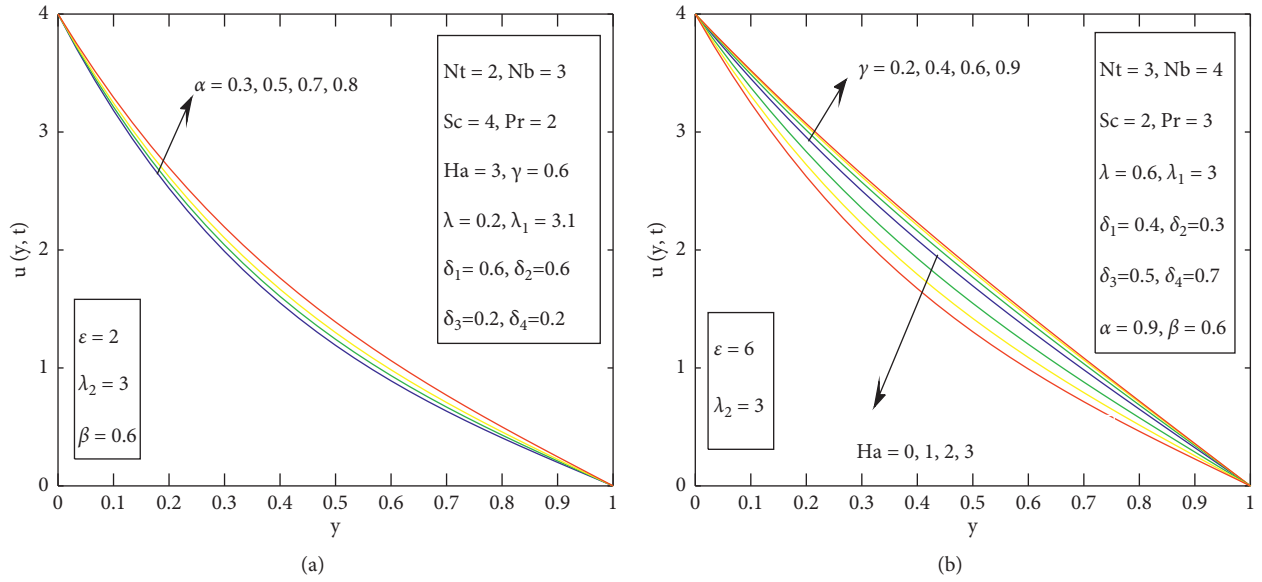 4
3
2
1
0
u (y, t)
α = 0.3, 0.5, 0.7, 0.8
Nt = 2, Nb = 3
Sc = 4, Pr = 2
Ha = 3, γ = 0.6
λ = 0.2, λ₁ = 3.1
δ₁ = 0.6, δ₂=0.6
δ₃=0.2, δ₄=0.2
ε = 2
λ₂ = 3
β = 0.6
0 0.1 0.2 0.3 0.4 0.5 0.6 0.7 0.8 0.9 1
y
(a)
4
3
2
1
0
u (y, t)
γ = 0.2, 0.4, 0.6, 0.9
Nt = 3, Nb = 4
Sc = 2, Pr = 3
λ = 0.6, λ₁ = 3
δ₁ = 0.4, δ₂=0.3
δ₃=0.5, δ₄=0.7
α = 0.9, β = 0.6
ε = 6
λ₂ = 3
Ha = 0, 1, 2, 3
0 0.1 0.2 0.3 0.4 0.5 0.6 0.7 0.8 0.9 1
y
(b)